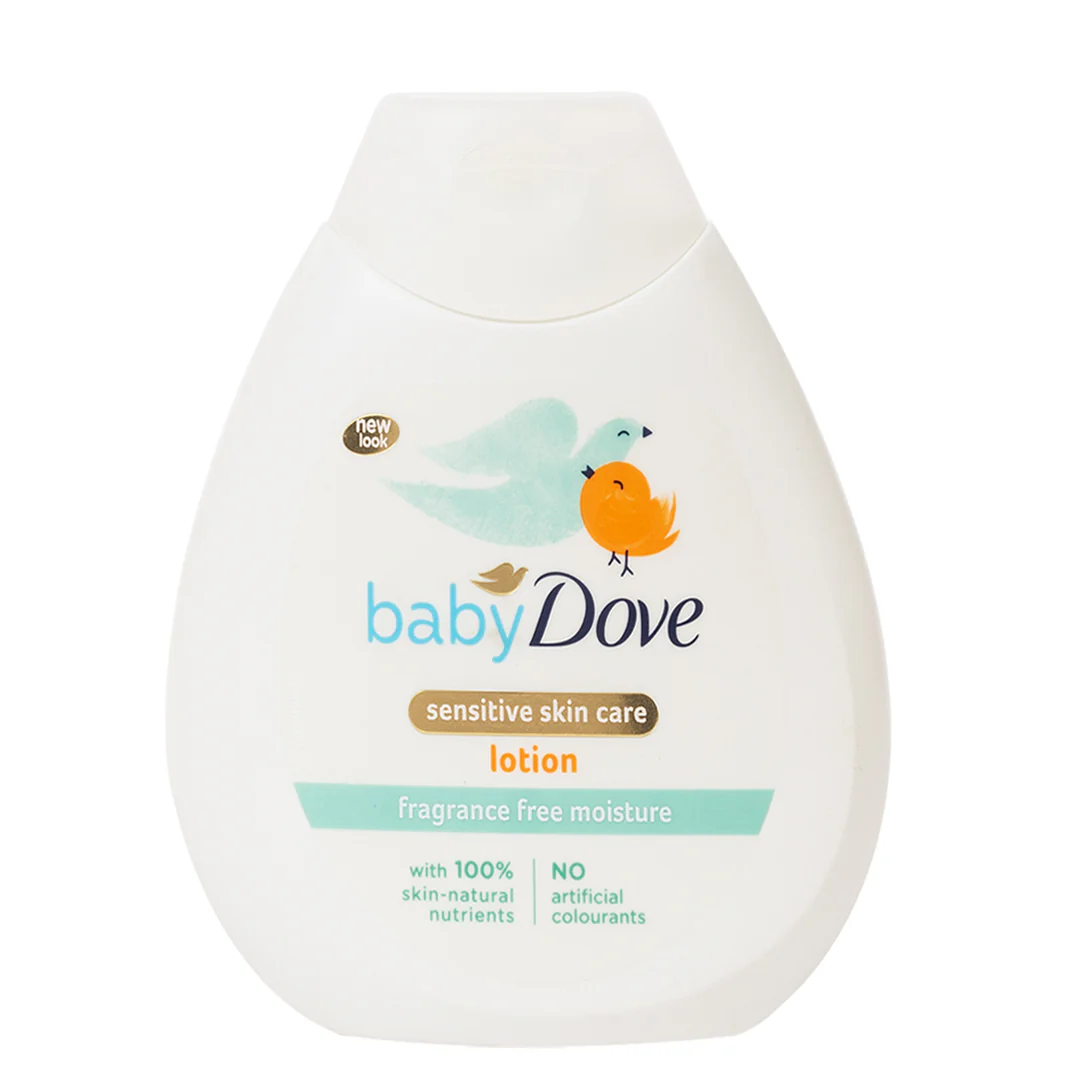 new
look
baby Dove
sensitive skin care
lotion
fragrance free moisture
with 100%
skin-natural
nutrients
NO
artificial
colourants